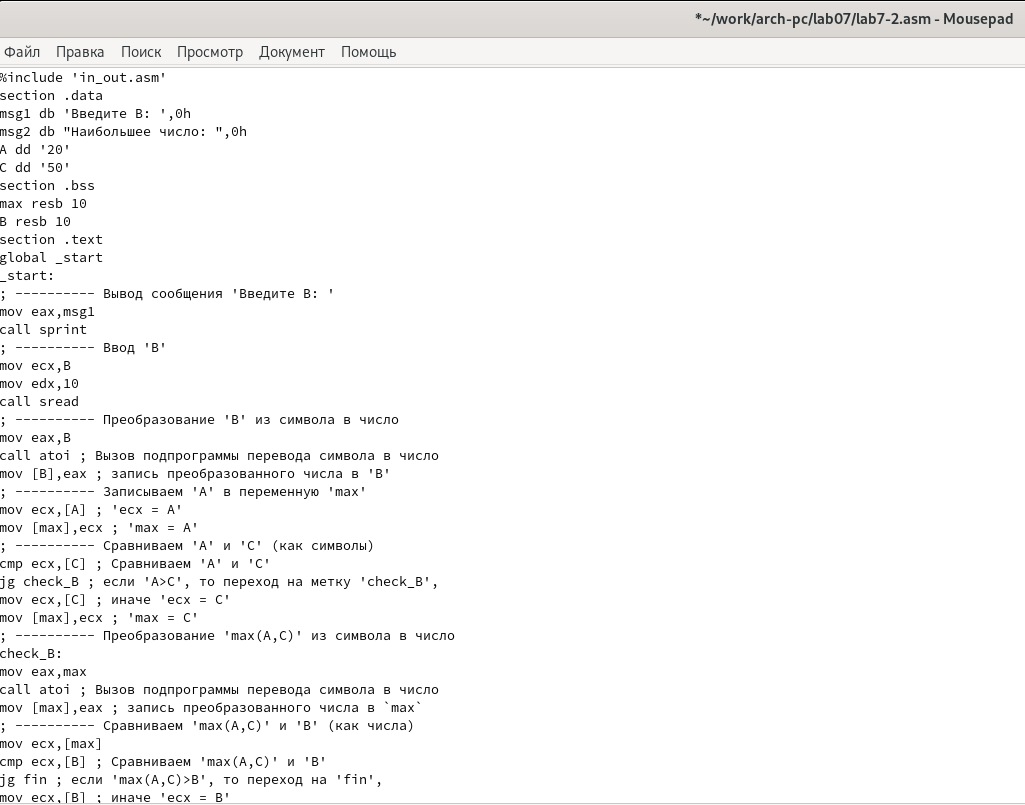 *~/work/arch-pc/lab07/lab7-2.asm - Mousepad
Файл Правка Поиск Просмотр Документ Помощь
%include 'in_out.asm'
section .data
msg1 db 'Введите B: ',0h
msg2 db "Наибольшее число: ",0h
A dd '20'
C dd '50'
section .bss
max resb 10
B resb 10
section .text
global _start
_start:
; ---------- Вывод сообщения 'Введите B: '
mov eax,msg1
call sprint
; ---------- Ввод 'B'
mov ecx,B
mov edx,10
call sread
; ---------- Преобразование 'B' из символа в число
mov eax,B
call atoi ; Вызов подпрограммы перевода символа в число
mov [B],eax ; запись преобразованного числа в 'B'
; ---------- Записываем 'A' в переменную 'max'
mov ecx,[A] ; 'ecx = A'
mov [max],ecx ; 'max = A'
; ---------- Сравниваем 'A' и 'С' (как символы)
cmp ecx,[C] ; Сравниваем 'A' и 'С'
jg check_B ; если 'A>C', то переход на метку 'check_B',
mov ecx,[C] ; иначе 'ecx = C'
mov [max],ecx ; 'max = C'
; ---------- Преобразование 'max(A,C)' из символа в число
check_B:
mov eax,max
call atoi ; Вызов подпрограммы перевода символа в число
mov [max],eax ; запись преобразованного числа в `max`
; ---------- Сравниваем 'max(A,C)' и 'B' (как числа)
mov ecx,[max]
cmp ecx,[B] ; Сравниваем 'max(A,C)' и 'B'
jg fin ; если 'max(A,C)>B', то переход на 'fin',
mov ecx,[B] ; иначе 'ecx = B'